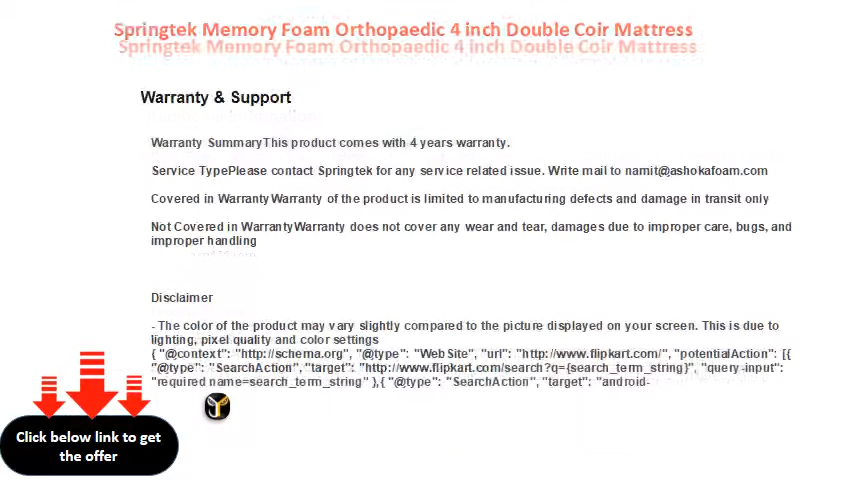 Springtek Memory Foam Orthopaedic 4 inch Double Coir Mattress
Springtek Memory Foam Orthopaedic 4 inch Double Coir Mattress
Warranty & Support
Warranty SummaryThis product comes with 4 years warranty.
Service TypePlease contact Springtek for any service related issue. Write mail to namit@ashokafoam.com
Covered in WarrantyWarranty of the product is limited to manufacturing defects and damage in transit only
Not Covered in WarrantyWarranty does not cover any wear and tear, damages due to improper care, bugs, and
improper handling
Disclaimer
- The color of the product may vary slightly compared to the picture displayed on your screen. This is due to
lighting, pixel quality and color settings
{ "@context": "http://schema.org", "@type": "WebSite", "url": "http://www.flipkart.com/", "potentialAction": [{
"@type": "SearchAction", "target": "http://www.flipkart.com/search?q={search_term_string}", "query-input":
"required name=search_term_string" },{ "@type": "SearchAction", "target": "android-
Click below link to get
the offer